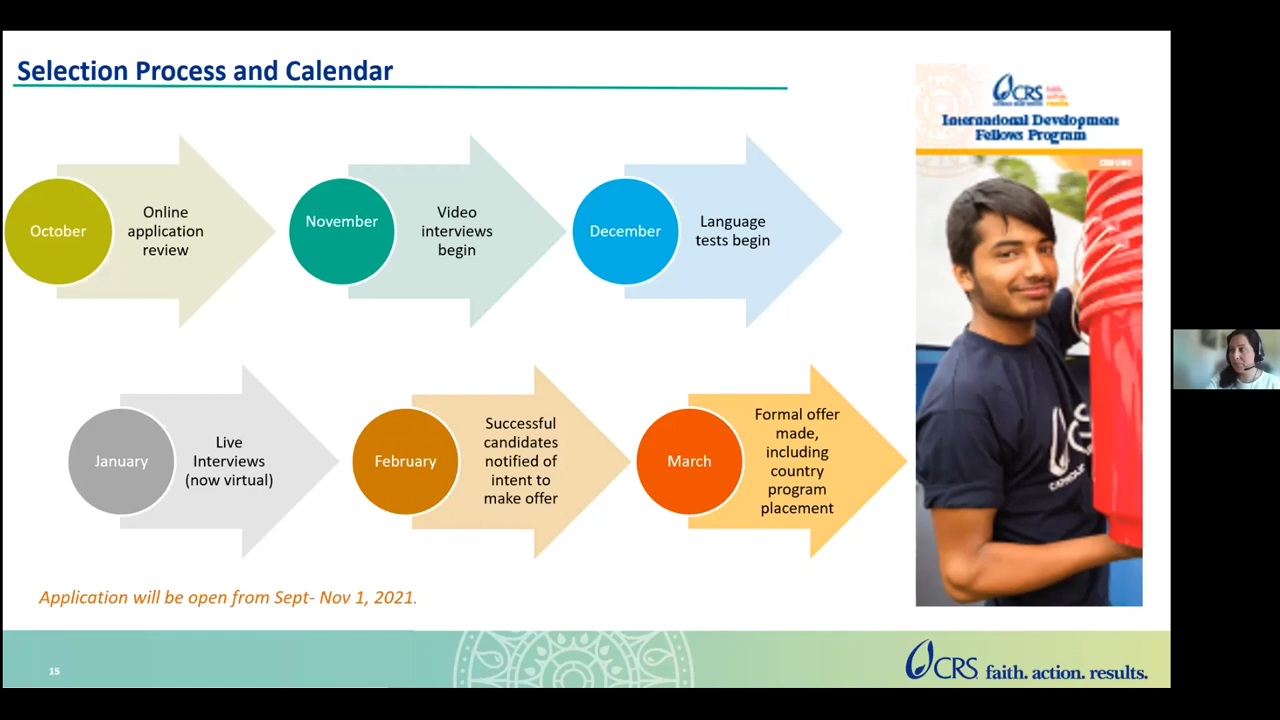 Selection Process and Calendar
October
Online
application
review
November
Video
interviews
begin
December
Language
tests begin
January
Live
Interviews
(now virtual)
February
Successful
candidates
notified of
intent to
make offer
March
Formal offer
made,
including
country
program
placement
Application will be open from Sept- Nov 1, 2021.
CRS
International Development
Fellows Program
15
CRS faith. action. results.